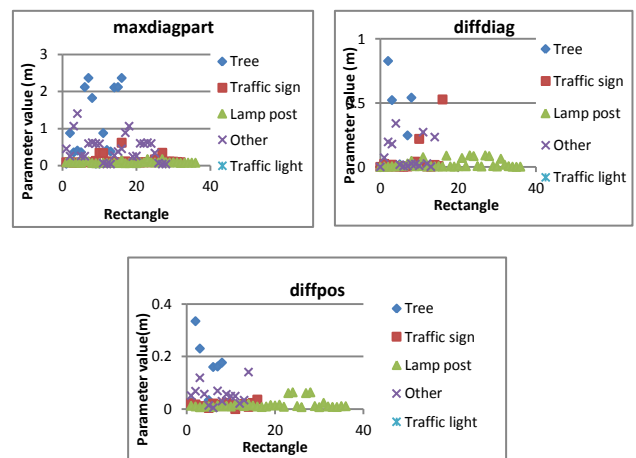 maxdiagpart
Parameter value (m)
3
2
1
0
0 20 40
Rectangle
Tree
Traffic sign
Lamp post
Other
Traffic light
diffdiag
Parameter value (m)
1
0.5
0
0 20 40
Rectangle
Tree
Traffic sign
Lamp post
Other
Traffic light
diffpos
Parameter value(m)
0.4
0.2
0
0 20 40
Rectangle
Tree
Traffic sign
Lamp post
Other
Traffic light